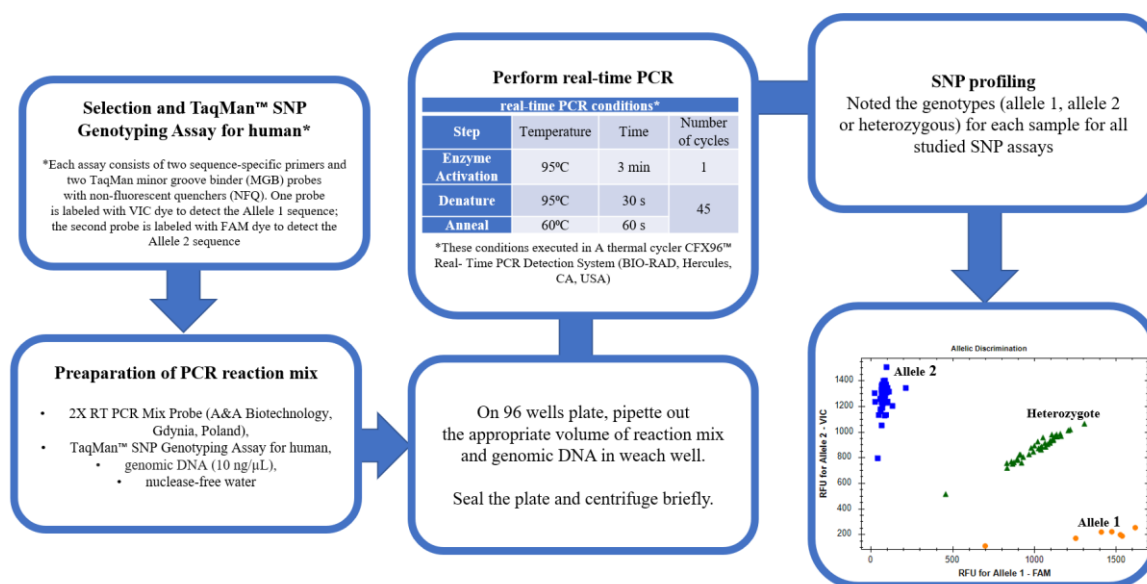 Selection and TaqMan™ SNP
Genotyping Assay for human*
*Each assay consists of two sequence-specific primers and
two TaqMan minor groove binder (MGB) probes
with non-fluorescent quenchers (NFQ). One probe
is labeled with VIC dye to detect the Allele 1 sequence;
the second probe is labeled with FAM dye to detect the
Allele 2 sequence
Preaparation of PCR reaction mix
• 2X RT PCR Mix Probe (A&A Biotechnology,
Gdynia, Poland),
• TaqMan™ SNP Genotyping Assay for human,
• genomic DNA (10 ng/μL),
• nuclease-free water
On 96 wells plate, pipette out
the appropriate volume of reaction mix
and genomic DNA in weach well.
Seal the plate and centrifuge briefly.
Perform real-time PCR
real-time PCR conditions*
Step Temperature Time Number of cycles
Enzyme Activation 95⁰C 3 min 1
Denature 95⁰C 30 s 45
Anneal 60⁰C 60 s
*These conditions executed in A thermal cycler CFX96™
Real- Time PCR Detection System (BIO-RAD, Hercules,
CA, USA)
SNP profiling
Noted the genotypes (allele 1, allele 2
or heterozygous) for each sample for all
studied SNP assays
Allelic Discrimination
RFU for Allele 2 - VIC
1400
1200
1000
800
600
400
200
Allele 2
Heterozygote
Allele 1
0 500 1000 1500
RFU for Allele 1 - FAM